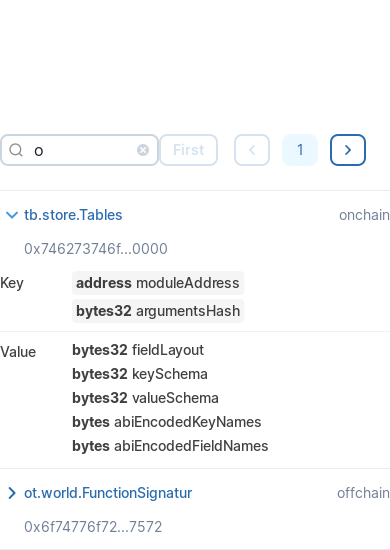 o
First
1
tb.store.Tables
onchain
0x746273746f...0000
Key
address moduleAddress
bytes32 argumentsHash
Value
bytes32 fieldLayout
bytes32 keySchema
bytes32 valueSchema
bytes abiEncodedKeyNames
bytes abiEncodedFieldNames
ot.world.FunctionSignatur
offchain
0x6f74776f72...7572